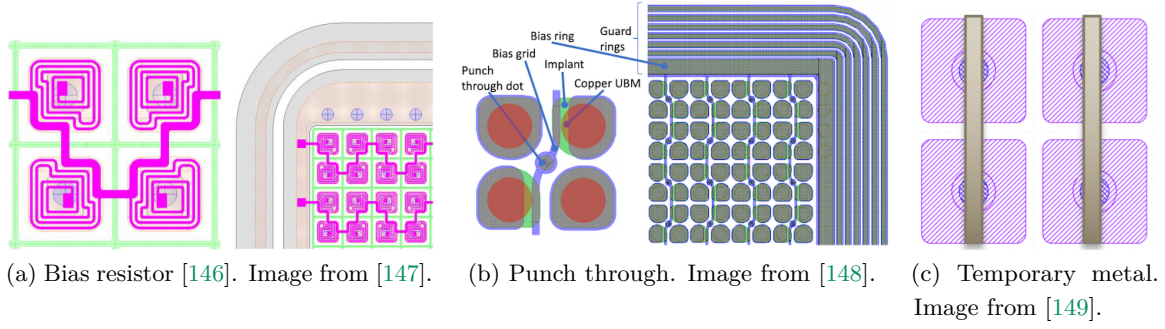 Bias ring
Guard
rings
Bias grid
Implant
Punch
through dot
Copper UBM
(a) Bias resistor [146]. Image from [147].
(b) Punch through. Image from [148].
(c) Temporary metal.
Image from [149].